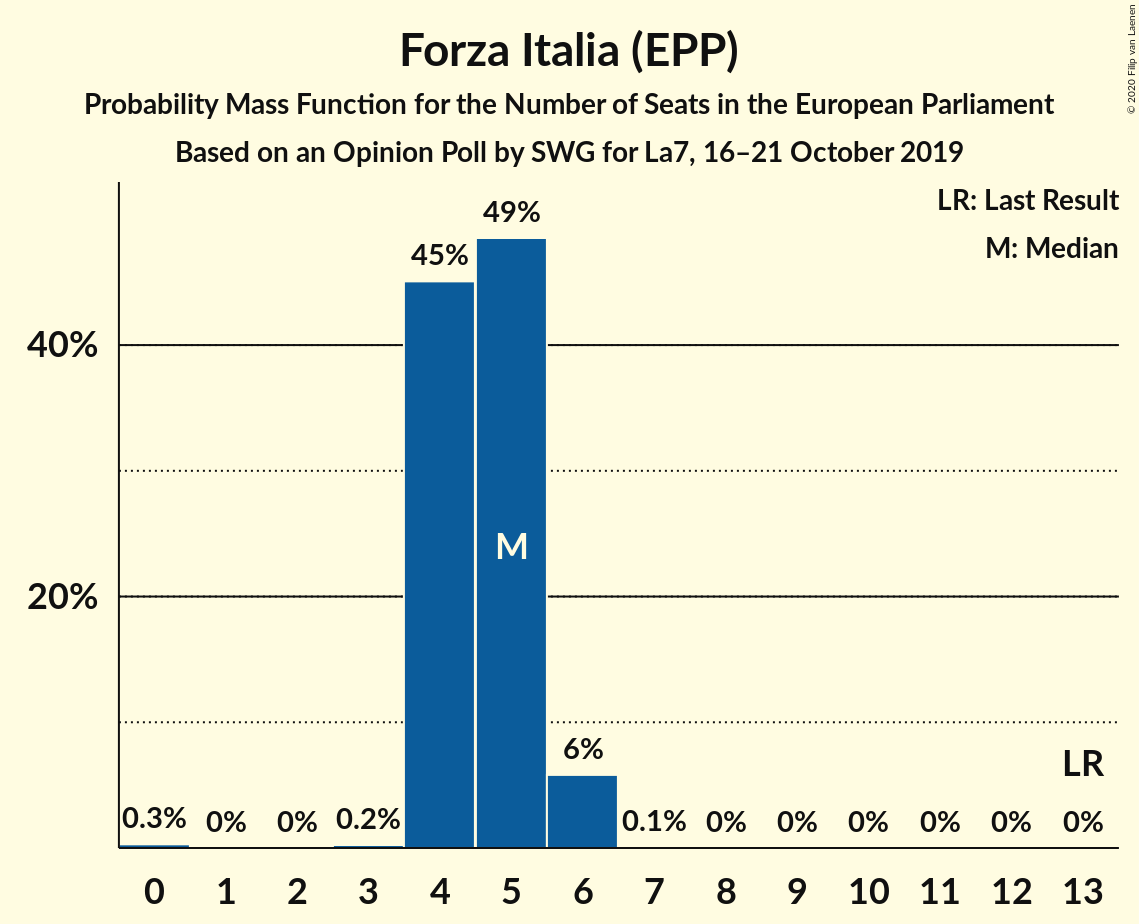 Forza Italia (EPP)
Probability Mass Function for the Number of Seats in the European Parliament
Based on an Opinion Poll by SWG for La7, 16–21 October 2019
© 2020 Filip van Laenen
LR: Last Result
M: Median
49%
45%
40%
M
20%
6%
LR
0.3% 0% 0% 0.2% 0.1% 0% 0% 0% 0% 0% 0%
0 1 2 3 4 5 6 7 8 9 10 11 12 13